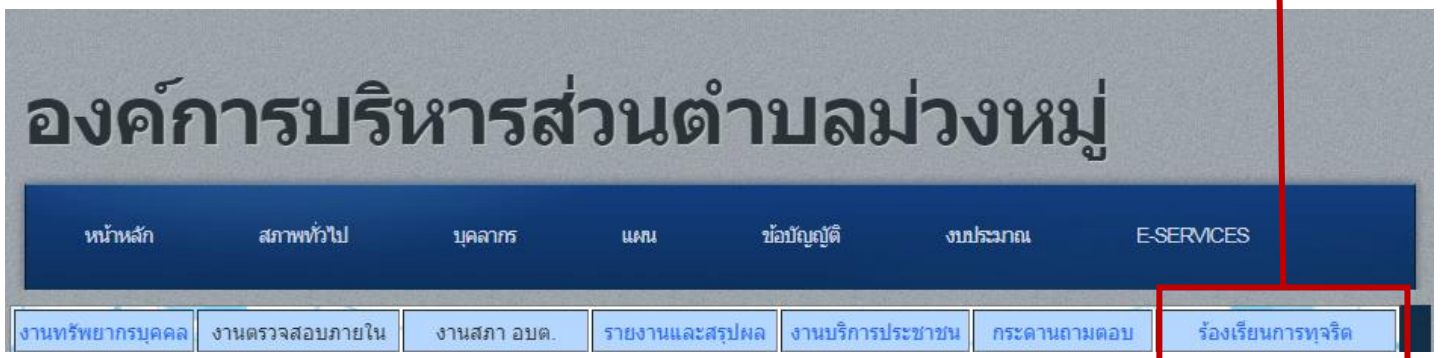 องค์การบริหารส่วนตำบลม่วงหมู่
หน้าหลัก สภาพทั่วไป บุคลากร แผน ข้อบัญญัติ งบประมาณ E-SERVICES
งานทรัพยากรบุคคล งานตรวจสอบภายใน งานสภา อบต. รายงานและสรุปผล งานบริการประชาชน กระดานถามตอบ ร้องเรียนการทุจริต